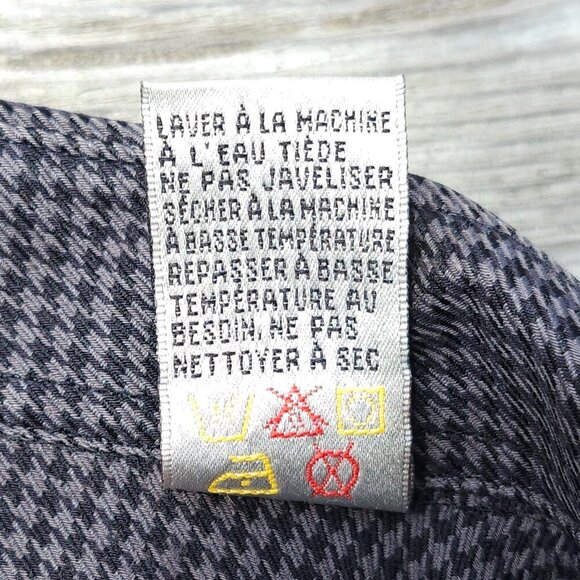 LAVER À LA MACHINE
À L'EAU TIÈDE
NE PAS JAVELISER
SÉCHER À LA MACHINE
À BASSE TEMPÉRATURE
REPASSER À BASSE
TEMPÉRATURE AU
BESOIN. NE PAS
NETTOYER À SEC